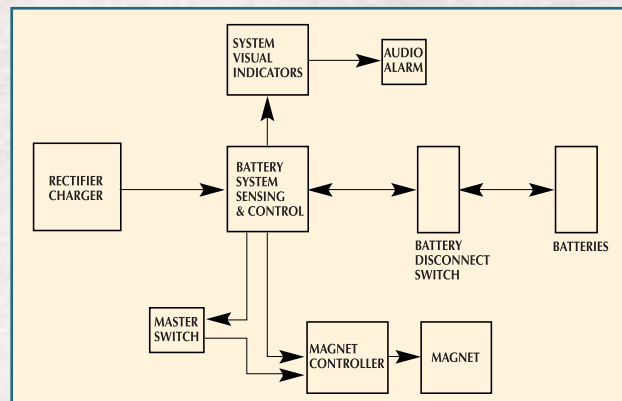 SYSTEM
VISUAL
INDICATORS
AUDIO
ALARM
RECTIFIER
CHARGER
BATTERY
SYSTEM
SENSING
& CONTROL
BATTERY
DISCONNECT
SWITCH
BATTERIES
MASTER
SWITCH
MAGNET
CONTROLLER
MAGNET